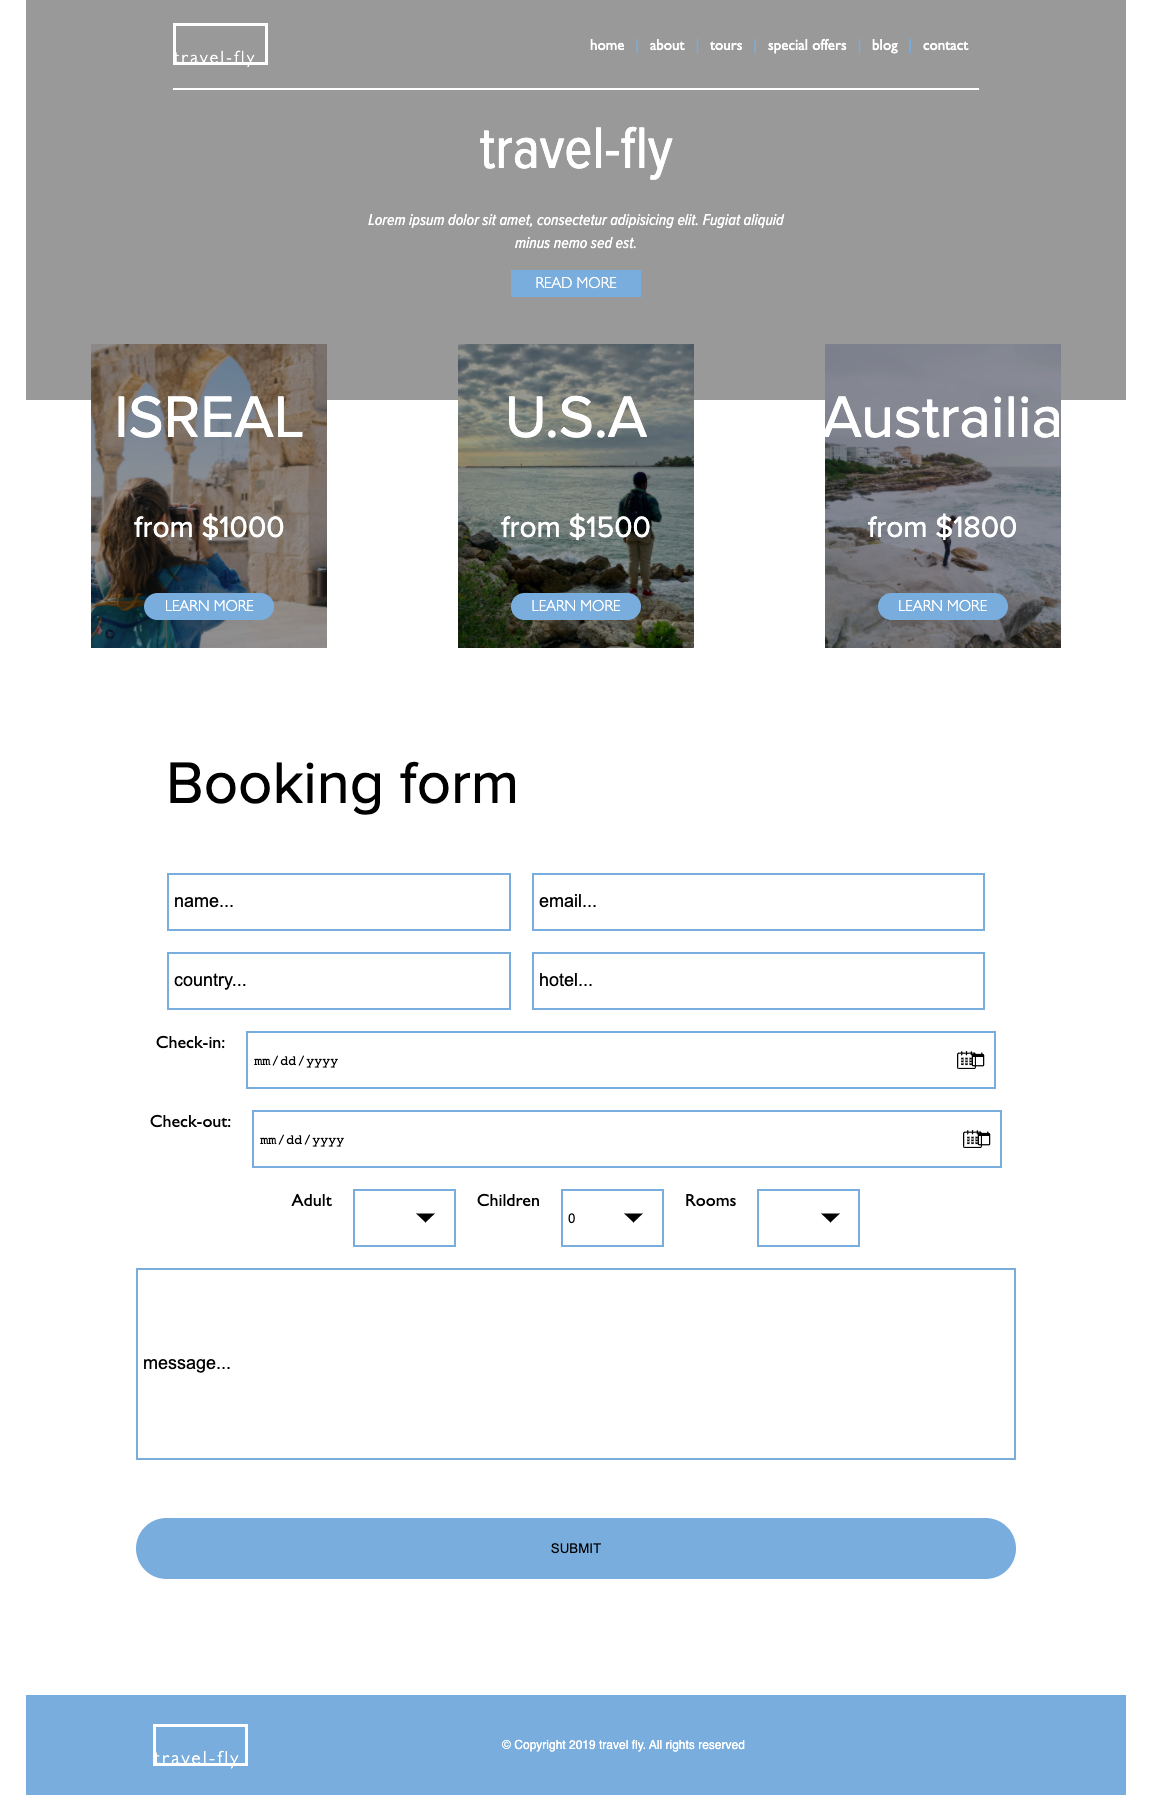 travel-fly
home | about | tours | special offers | blog | contact
travel-fly
Lorem ipsum dolor sit amet, consectetur adipisicing elit. Fugiat aliquid
minus nemo sed est.
READ MORE
ISREAL
from $1000
LEARN MORE
U.S.A
from $1500
LEARN MORE
Austrailia
from $1800
LEARN MORE
Booking form
name...
email...
country...
hotel...
Check-in:
mm/dd/yyyy
Check-out:
mm/dd/yyyy
Adult
Children
0
Rooms
message...
SUBMIT
travel-fly
© Copyright 2019 travel fly. All rights reserved